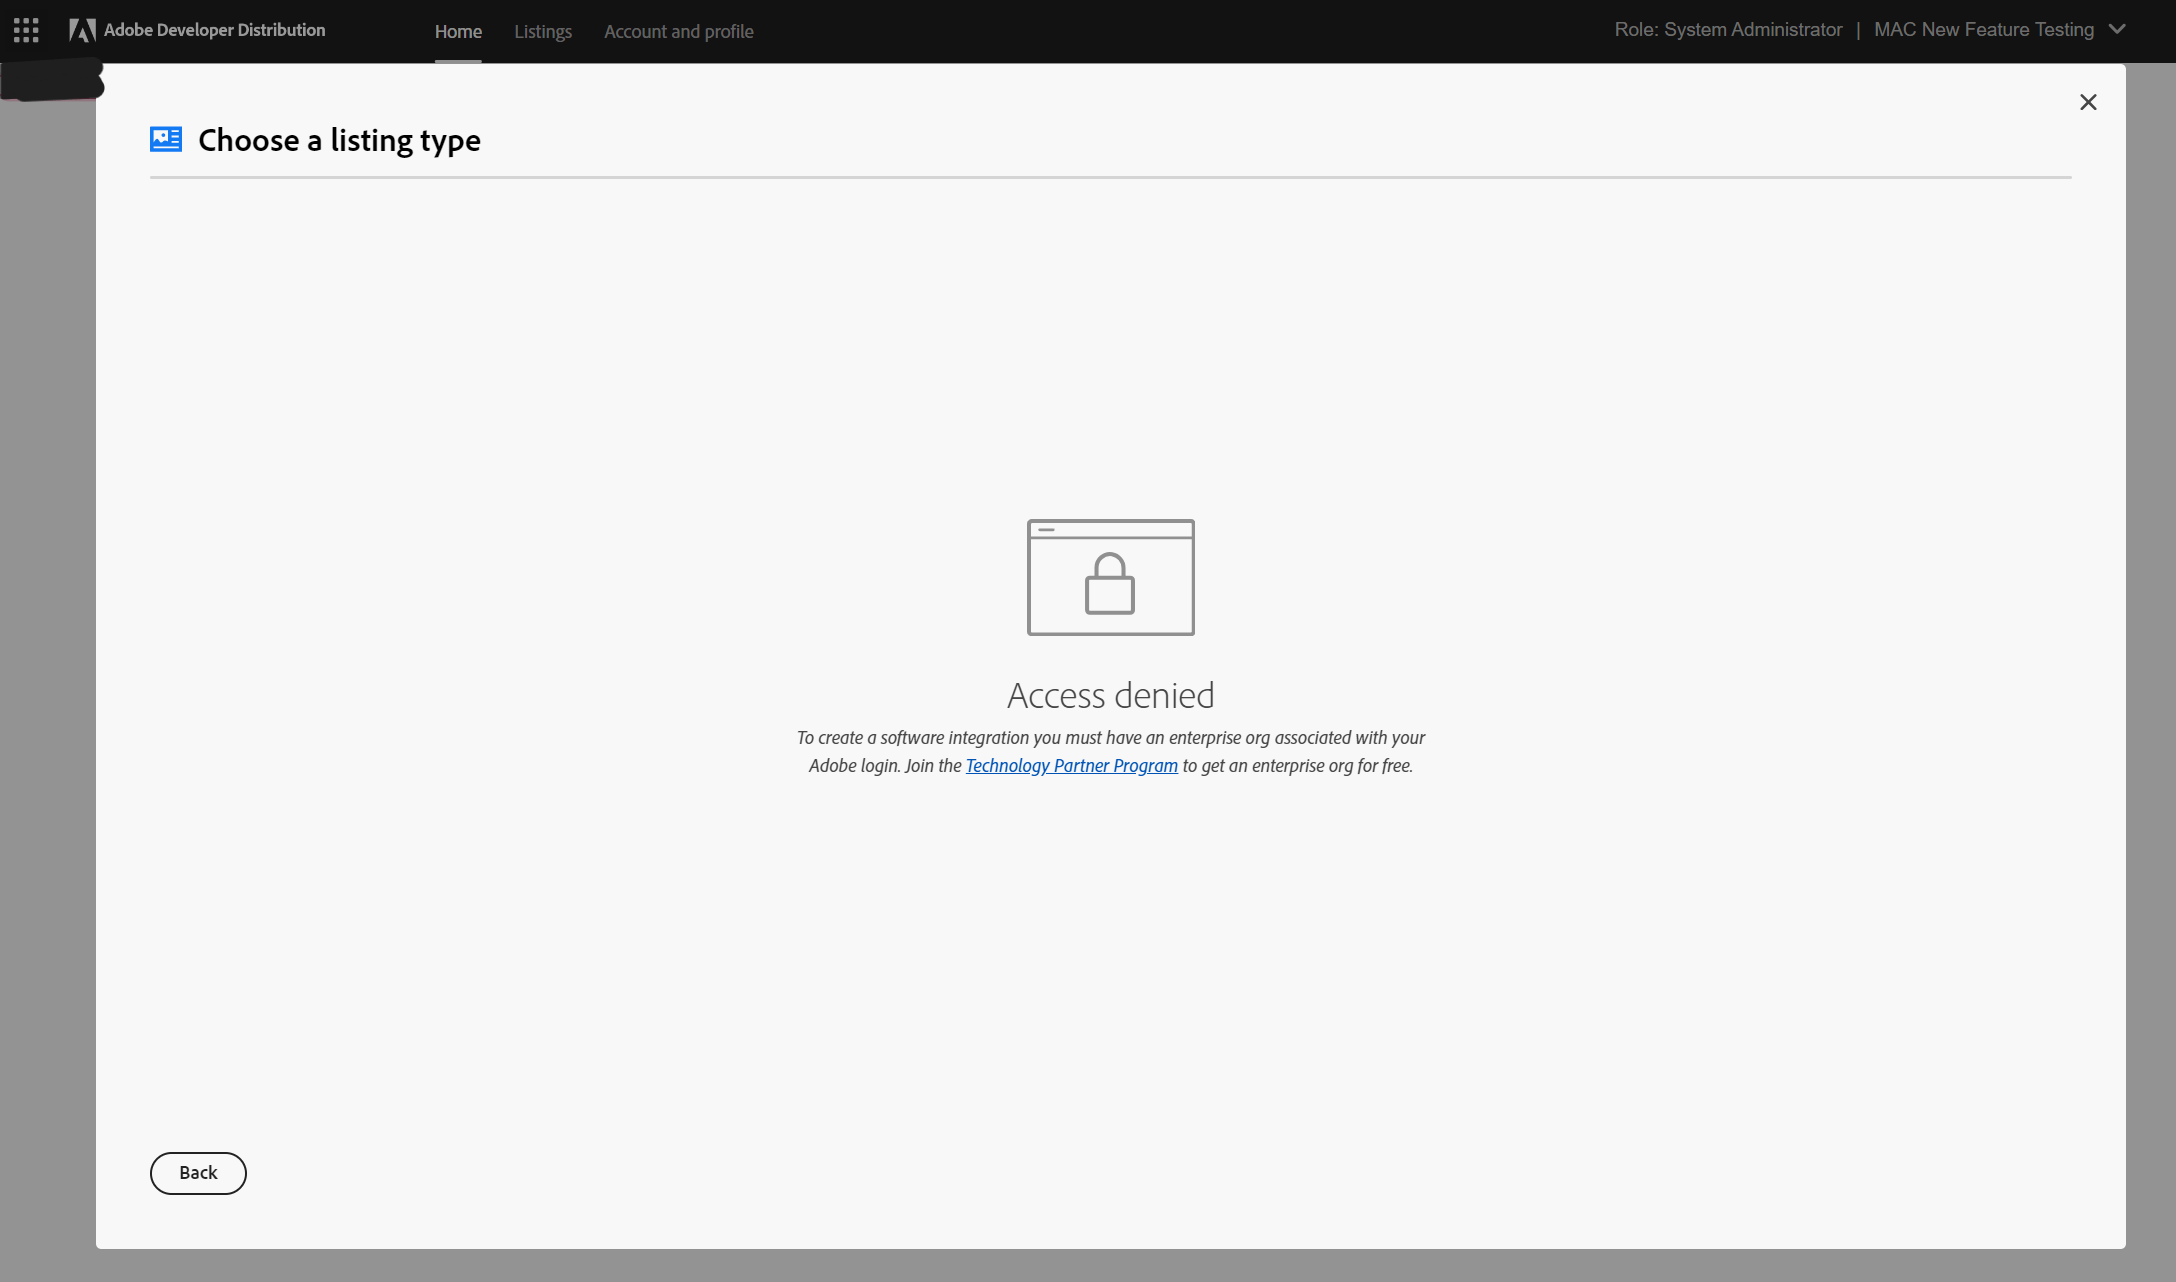 Adobe Developer Distribution
Home
Listings
Account and profile
Role: System Administrator | MAC New Feature Testing
Choose a listing type
Access denied
To create a software integration you must have an enterprise org associated with your
Adobe login. Join the Technology Partner Program to get an enterprise org for free.
Back